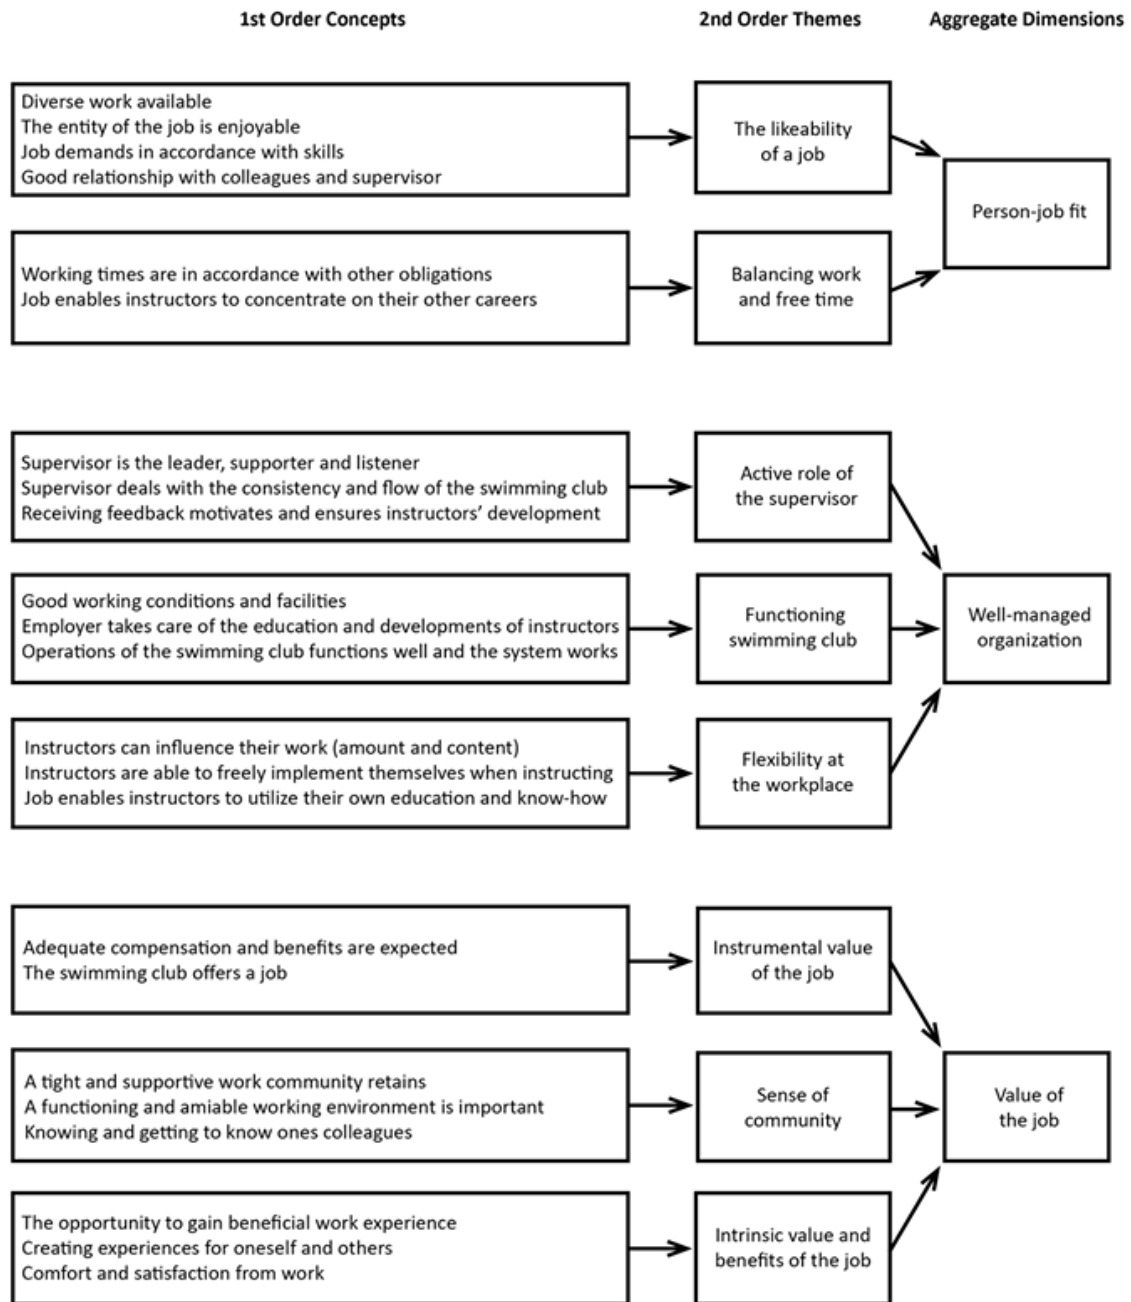 1st Order Concepts
2nd Order Themes
Aggregate Dimensions
Diverse work available
The entity of the job is enjoyable
Job demands in accordance with skills
Good relationship with colleagues and supervisor
The likeability
of a job
Person-job fit
Working times are in accordance with other obligations
Job enables instructors to concentrate on their other careers
Balancing work
and free time
Supervisor is the leader, supporter and listener
Supervisor deals with the consistency and flow of the swimming club
Receiving feedback motivates and ensures instructors’ development
Active role of
the supervisor
Good working conditions and facilities
Employer takes care of the education and developments of instructors
Operations of the swimming club functions well and the system works
Functioning
swimming club
Well-managed
organization
Instructors can influence their work (amount and content)
Instructors are able to freely implement themselves when instructing
Job enables instructors to utilize their own education and know-how
Flexibility at
the workplace
Adequate compensation and benefits are expected
The swimming club offers a job
Instrumental value
of the job
A tight and supportive work community retains
A functioning and amiable working environment is important
Knowing and getting to know ones colleagues
Sense of
community
Value of
the job
The opportunity to gain beneficial work experience
Creating experiences for oneself and others
Comfort and satisfaction from work
Intrinsic value and
benefits of the job